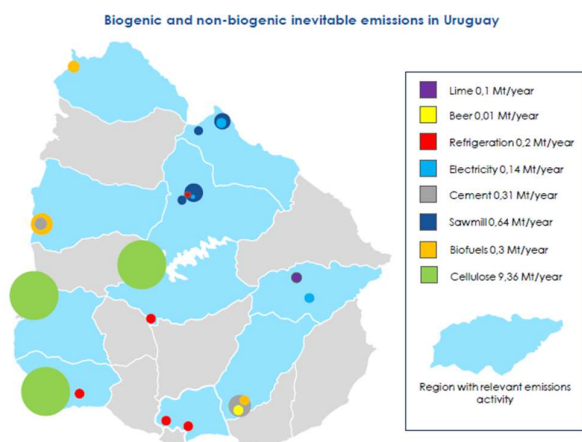 Biogenic and non-biogenic inevitable emissions in Uruguay
Lime 0,1 Mt/year
Beer 0,01 Mt/year
Refrigeration 0,2 Mt/year
Electricity 0,14 Mt/year
Cement 0,31 Mt/year
Sawmill 0,64 Mt/year
Biofuels 0,3 Mt/year
Cellulose 9,36 Mt/year
Region with relevant emissions
activity